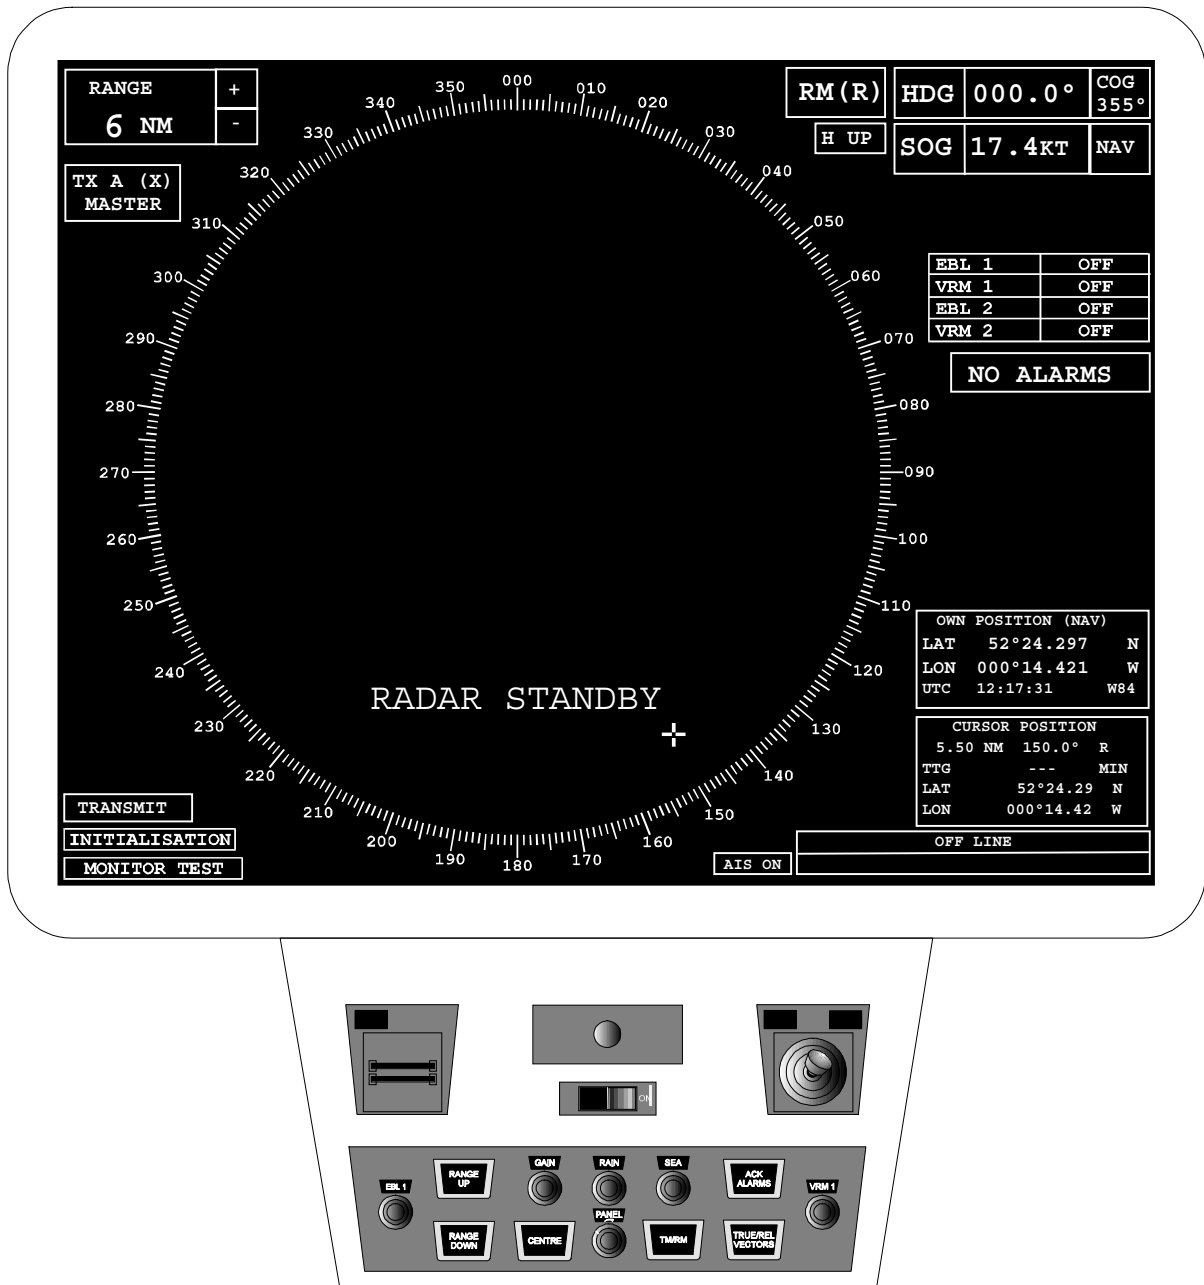 RANGE +
6 NM -
TX A (X)
MASTER
RM(R) HDG 000.0° COG
355°
H UP SOG 17.4KT NAV
000
010
020
030
040
050
060
070
080
090
100
110
120
130
140
150
160
170
180
190
200
210
220
230
240
250
260
270
280
290
300
310
320
330
340
350
EBL 1 OFF
VRM 1 OFF
EBL 2 OFF
VRM 2 OFF
NO ALARMS
RADAR STANDBY
OWN POSITION (NAV)
LAT 52°24.297 N
LON 000°14.421 W
UTC 12:17:31 W84
CURSOR POSITION
5.50 NM 150.0° R
TTG --- MIN
LAT 52°24.29 N
LON 000°14.42 W
TRANSMIT
INITIALISATION
MONITOR TEST
AIS ON
OFF LINE
ON
EBL 1
RANGE
UP
GAIN
RAIN
SEA
ACK
ALARMS
VRM 1
RANGE
DOWN
CENTRE
PANEL
TM/RM
TRUE/REL
VECTORS